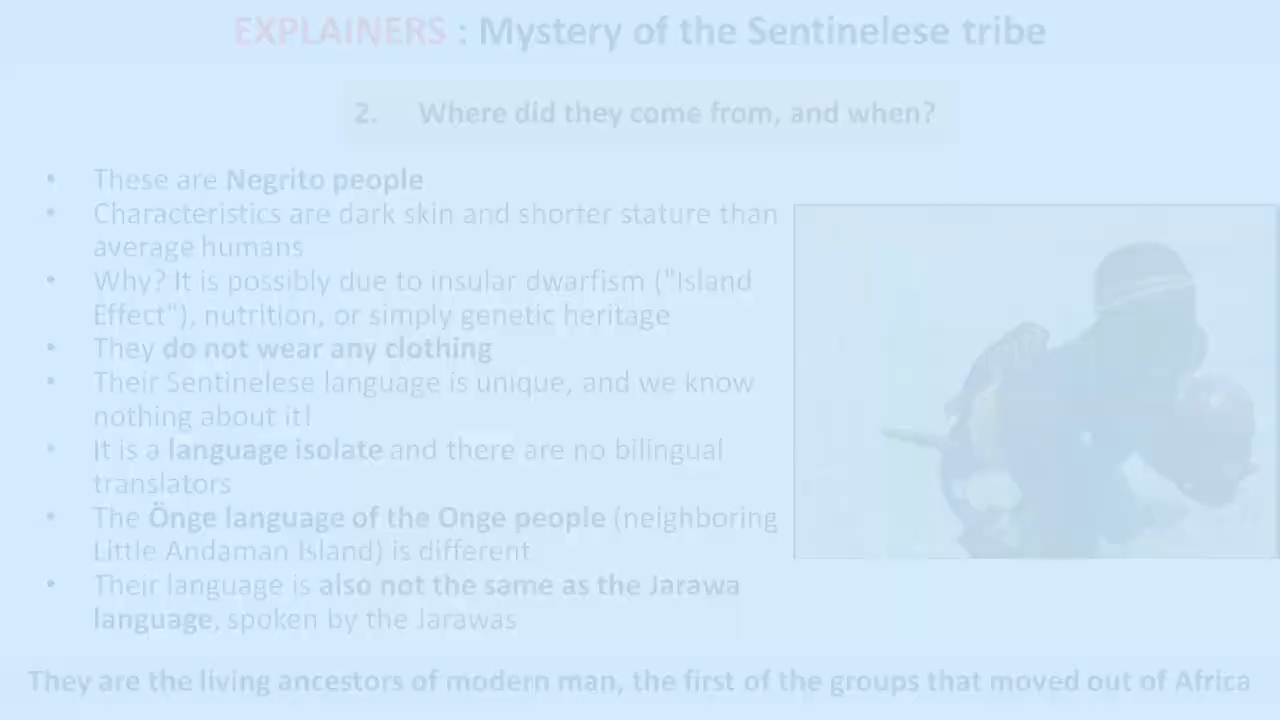 EXPLAINERS : Mystery of the Sentinelese tribe
2. Where did they come from, and when?
• These are Negrito people
• Characteristics are dark skin and shorter stature than
average humans
• Why? It is possibly due to insular dwarfism ("Island
Effect"), nutrition, or simply genetic heritage
• They do not wear any clothing
• Their Sentinelese language is unique, and we know
nothing about it!
• It is a language isolate and there are no bilingual
translators
• The Önge language of the Onge people (neighboring
Little Andaman Island) is different
• Their language is also not the same as the Jarawa
language, spoken by the Jarawas
They are the living ancestors of modern man, the first of the groups that moved out of Africa